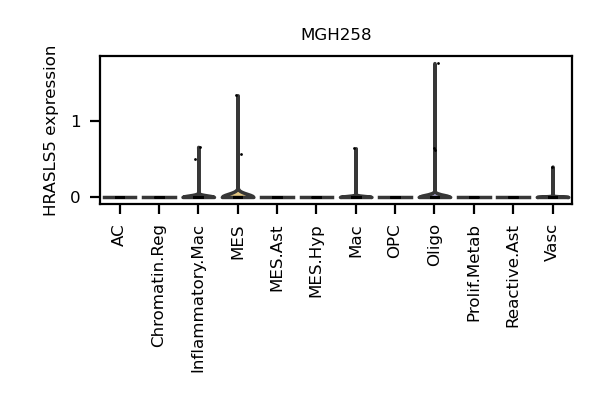 MGH258
HRASLS5 expression
1
0
AC
Chromatin.Reg
Inflammatory.Mac
MES
MES.Ast
MES.Hyp
Mac
OPC
Oligo
Prolif.Metab
Reactive.Ast
Vasc